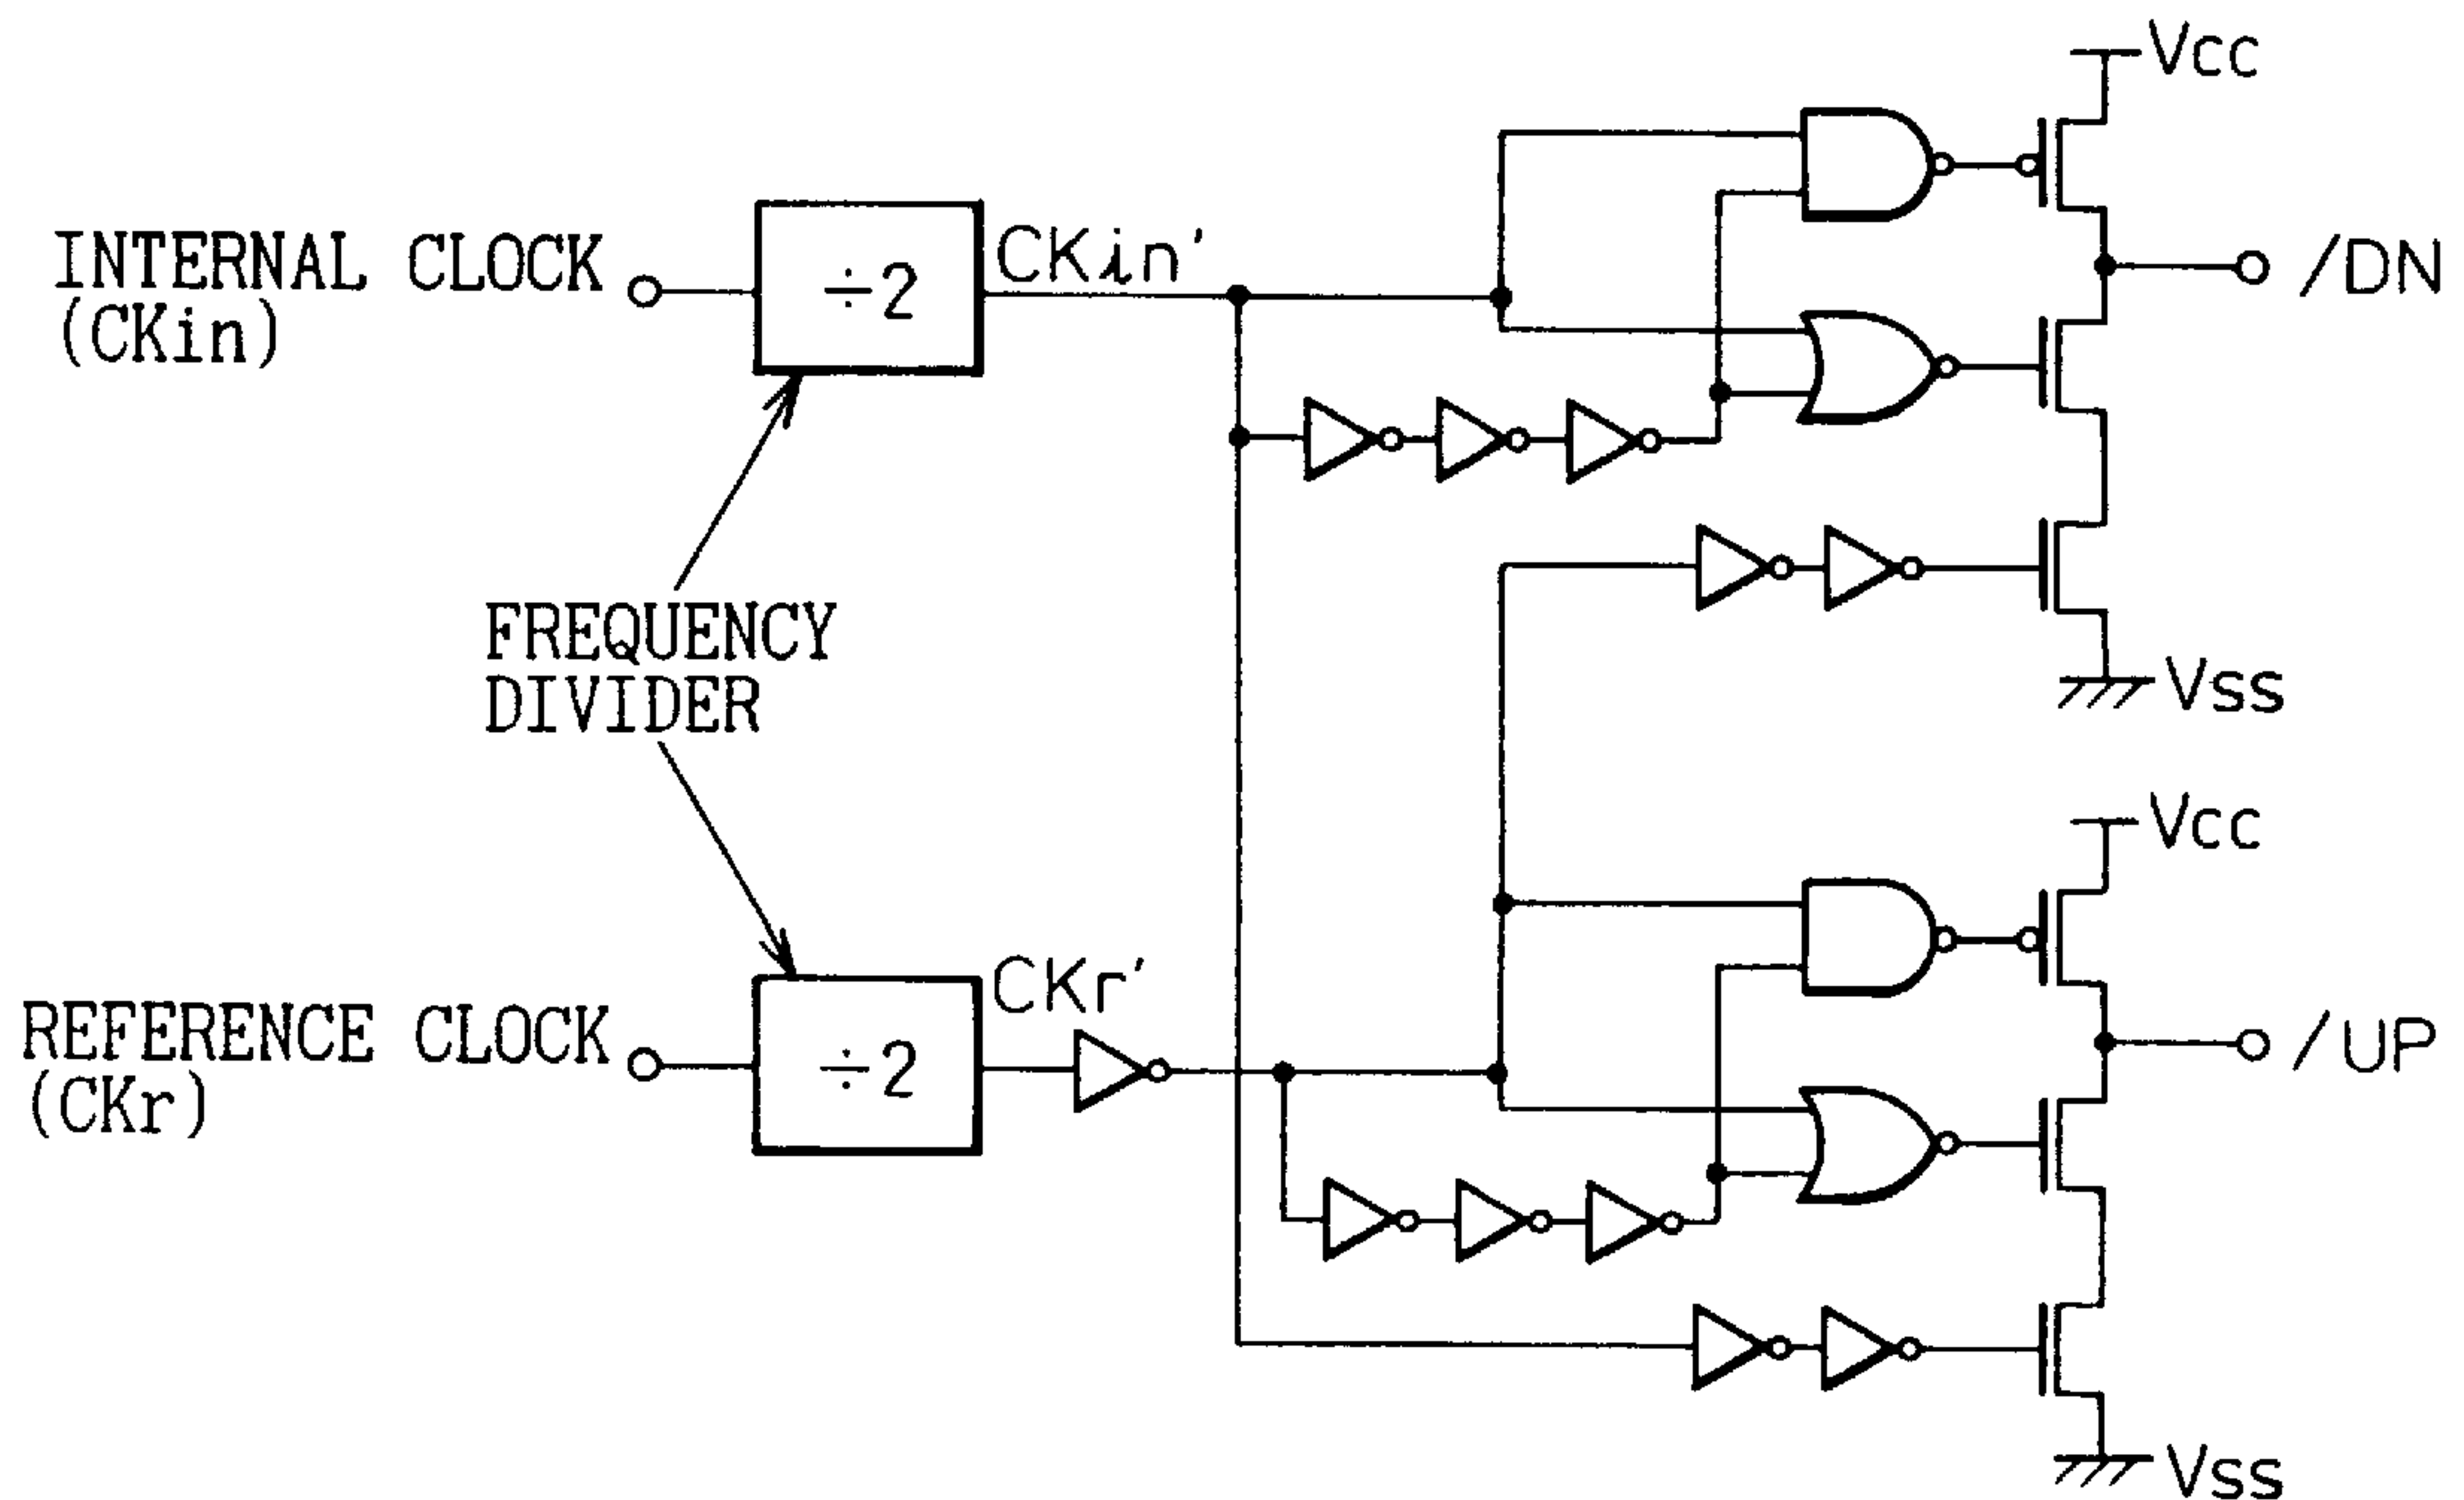 Vcc
INTERNAL CLOCK
(CKin)
÷2
CKin'
/DN
FREQUENCY
DIVIDER
Vss
Vcc
REFERENCE CLOCK
(CKr)
÷2
CKr'
/UP
Vss